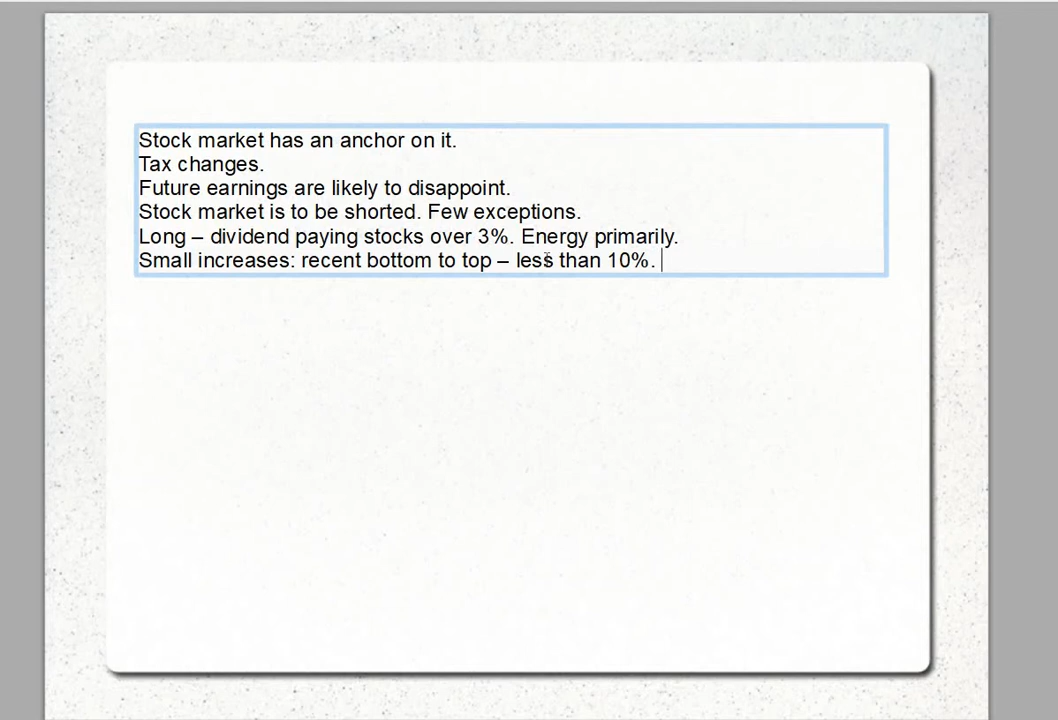 Stock market has an anchor on it.
Tax changes.
Future earnings are likely to disappoint.
Stock market is to be shorted. Few exceptions.
Long – dividend paying stocks over 3%. Energy primarily.
Small increases: recent bottom to top – less than 10%.